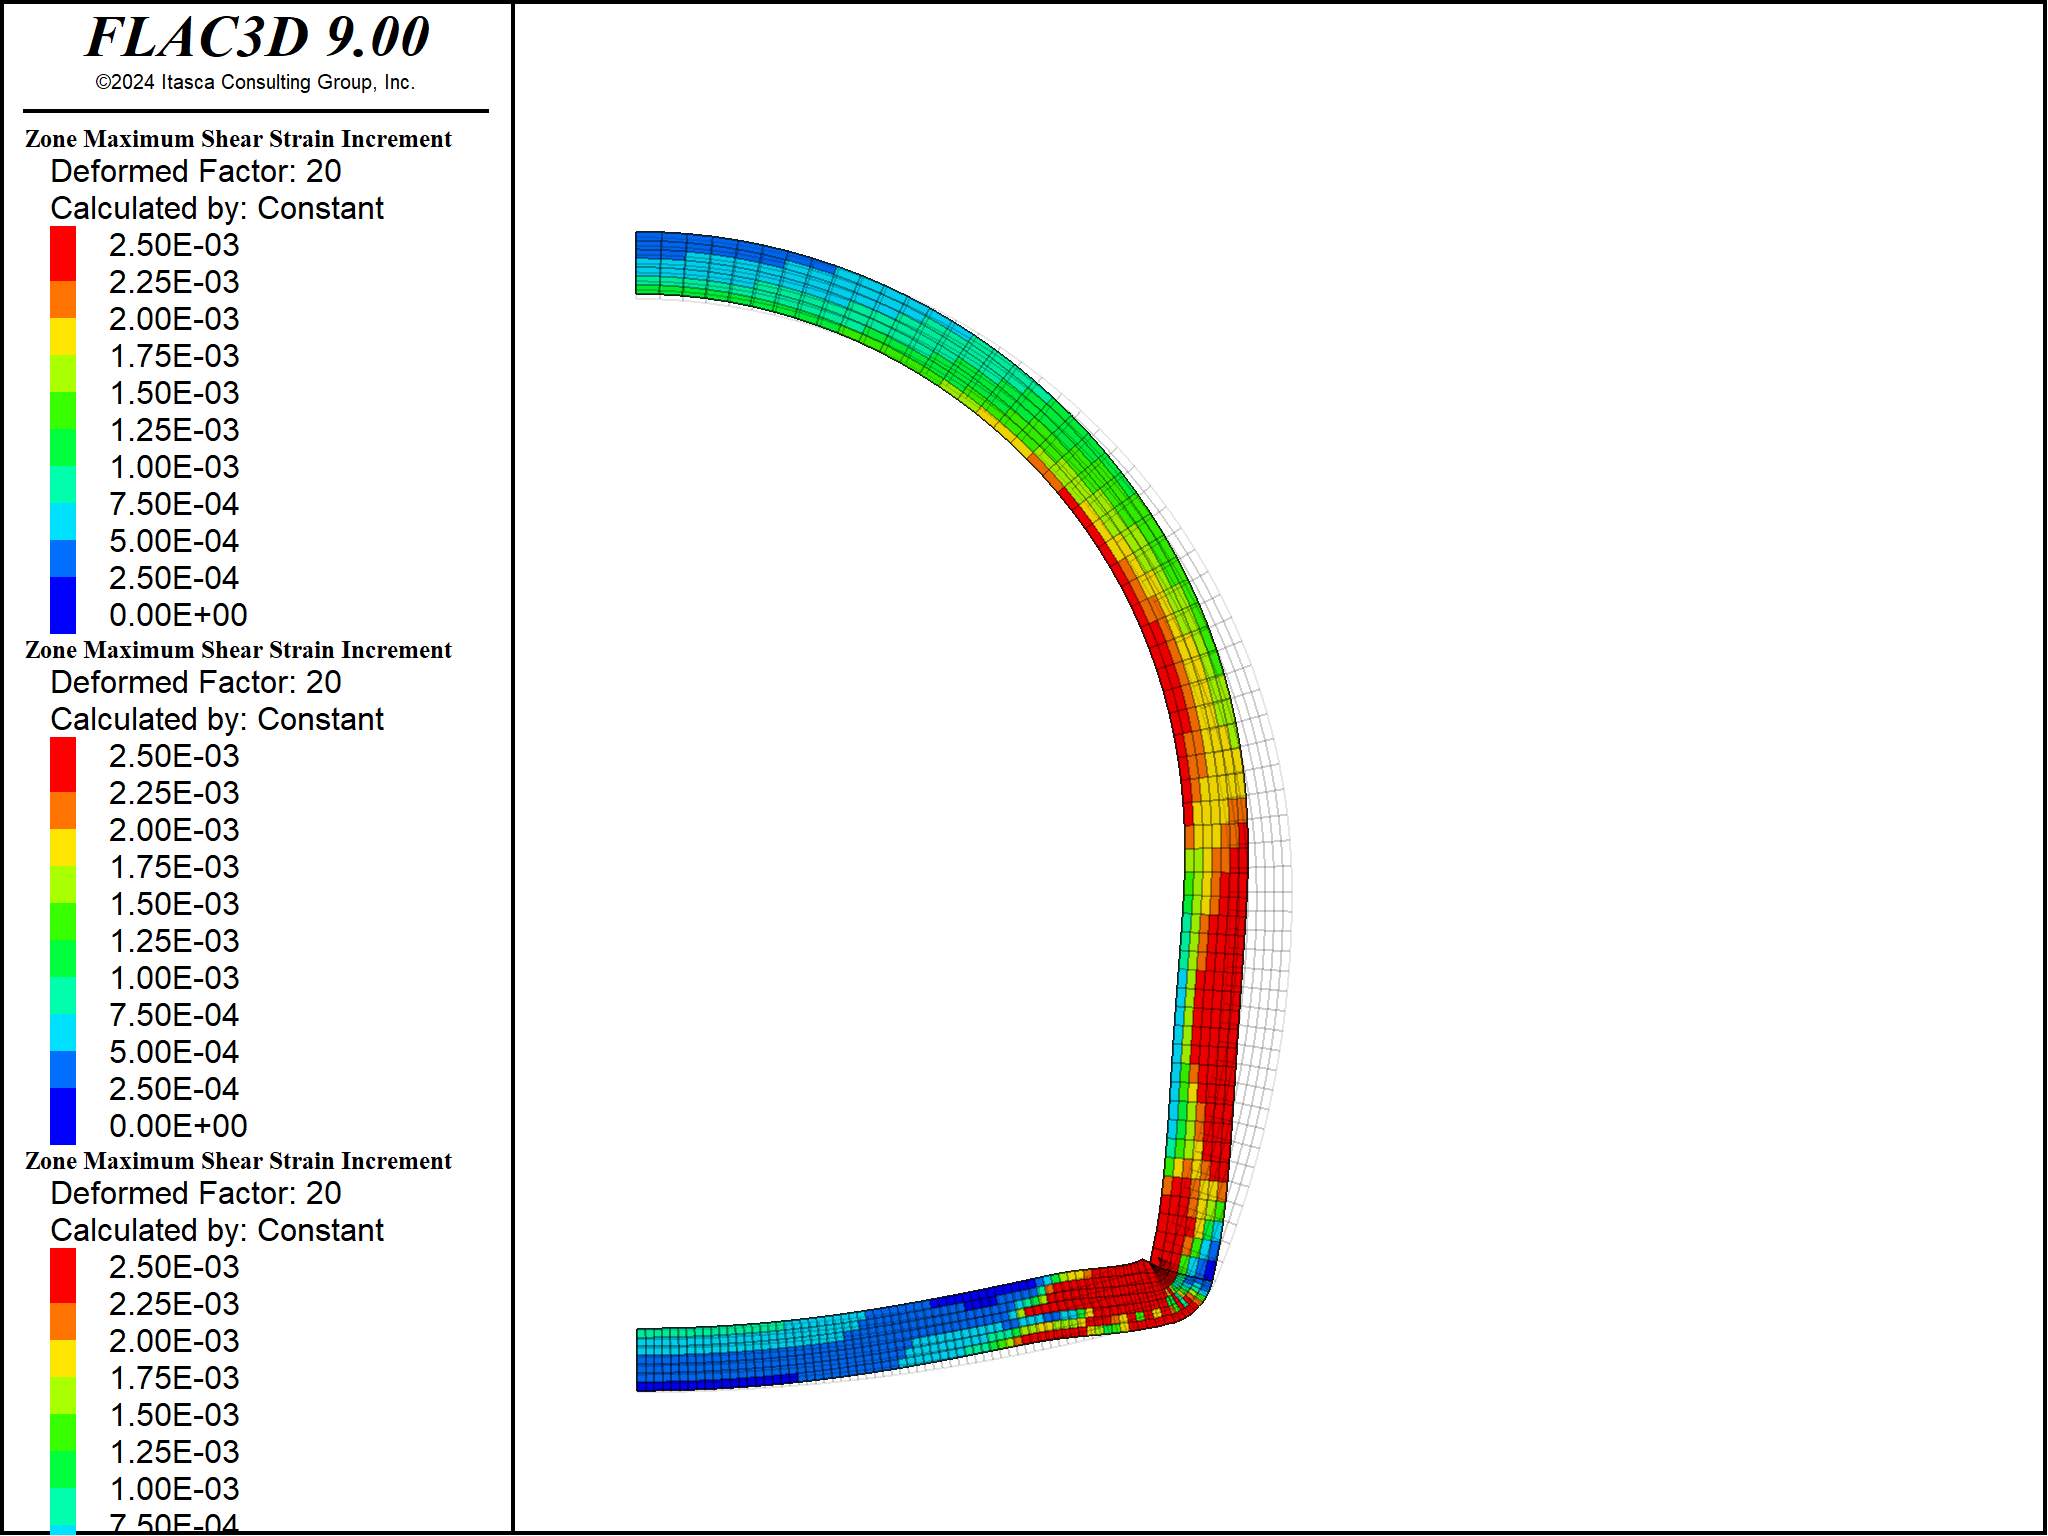 FLAC3D 9.00
©2024 Itasca Consulting Group, Inc.
Zone Maximum Shear Strain Increment
Deformed Factor: 20
Calculated by: Constant
2.50E-03
2.25E-03
2.00E-03
1.75E-03
1.50E-03
1.25E-03
1.00E-03
7.50E-04
5.00E-04
2.50E-04
0.00E+00
Zone Maximum Shear Strain Increment
Deformed Factor: 20
Calculated by: Constant
2.50E-03
2.25E-03
2.00E-03
1.75E-03
1.50E-03
1.25E-03
1.00E-03
7.50E-04
5.00E-04
2.50E-04
0.00E+00
Zone Maximum Shear Strain Increment
Deformed Factor: 20
Calculated by: Constant
2.50E-03
2.25E-03
2.00E-03
1.75E-03
1.50E-03
1.25E-03
1.00E-03
7.50E-04